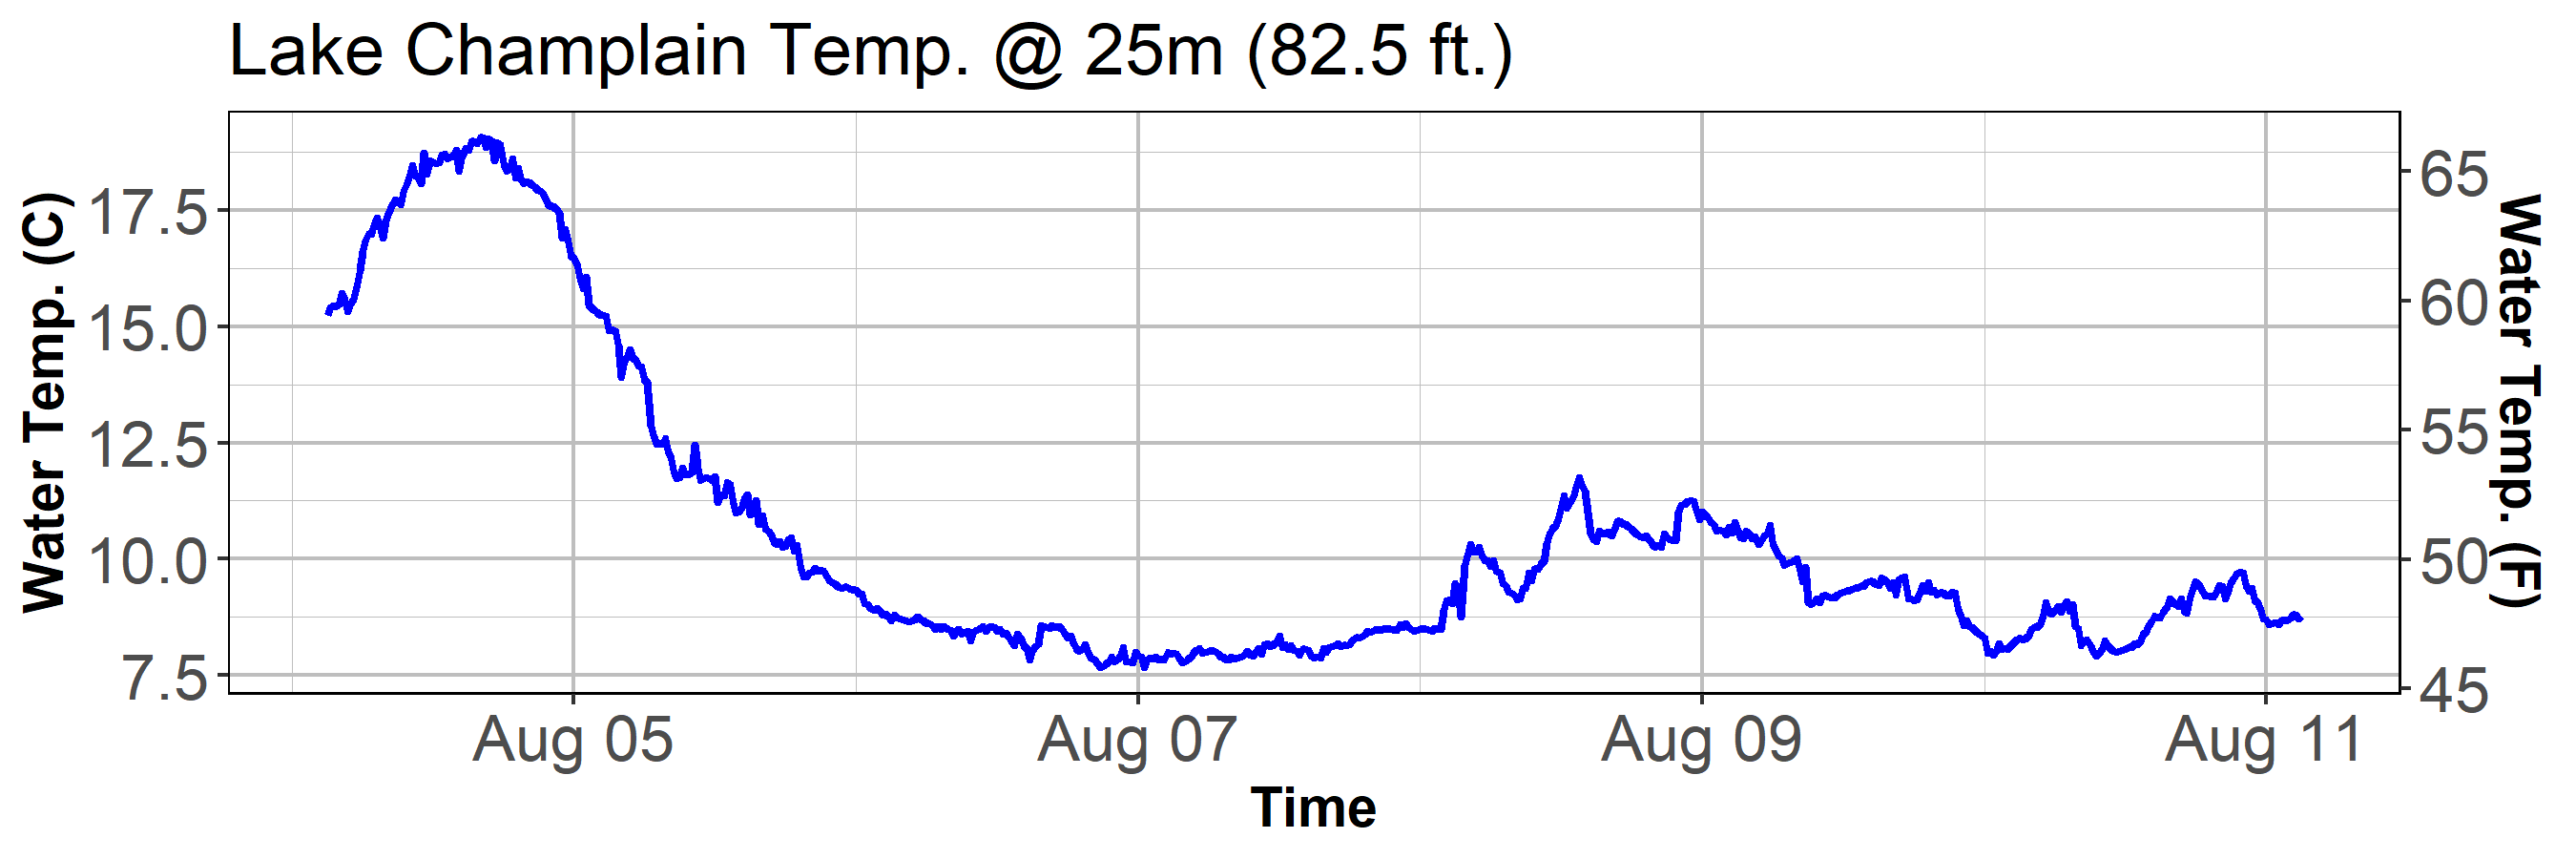 Lake Champlain Temp. @ 25m (82.5 ft.)
Water Temp. (C)
17.5
15.0
12.5
10.0
7.5
65
60
55
50
45
Water Temp. (F)
Aug 05 Aug 07 Aug 09 Aug 11
Time